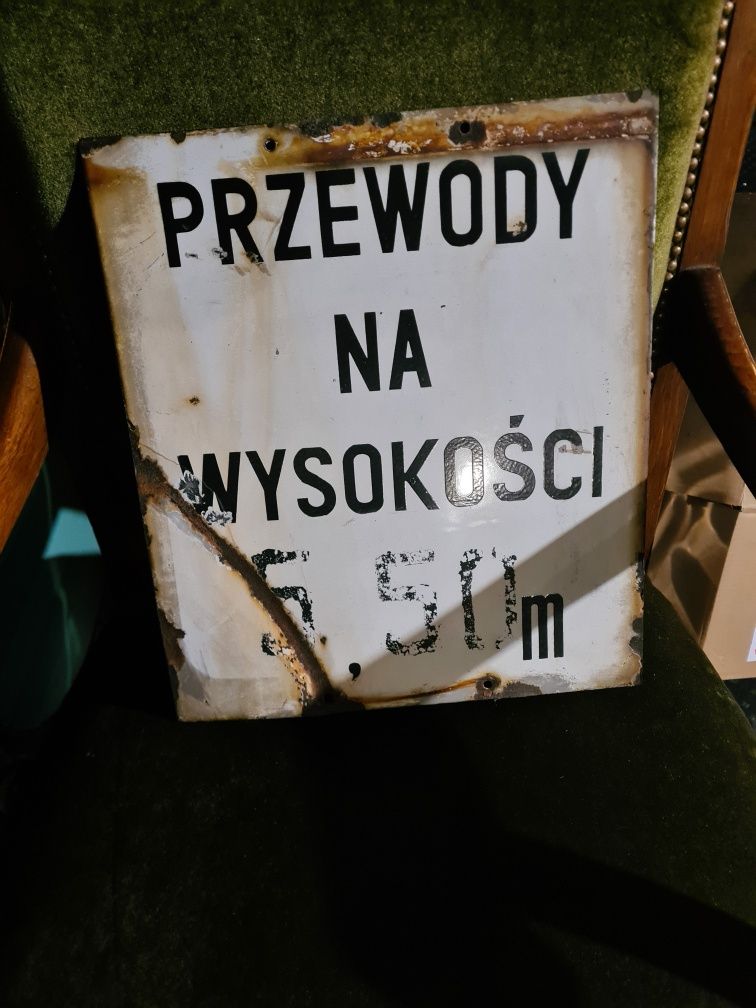 PRZEWODY
NA
WYSOKOŚCI
5,50m